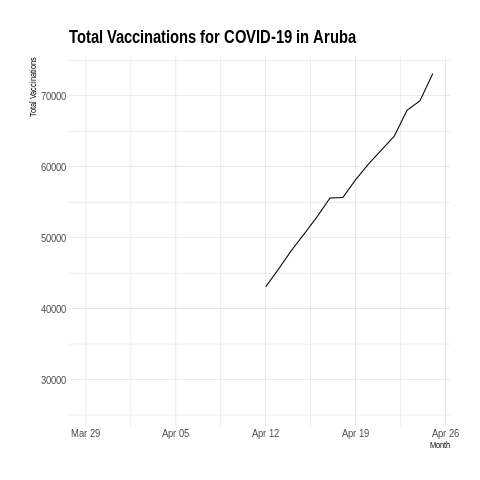 Total Vaccinations for COVID-19 in Aruba
Total Vaccinations
70000
60000
50000
40000
30000
Mar 29 Apr 05 Apr 12 Apr 19 Apr 26
Month